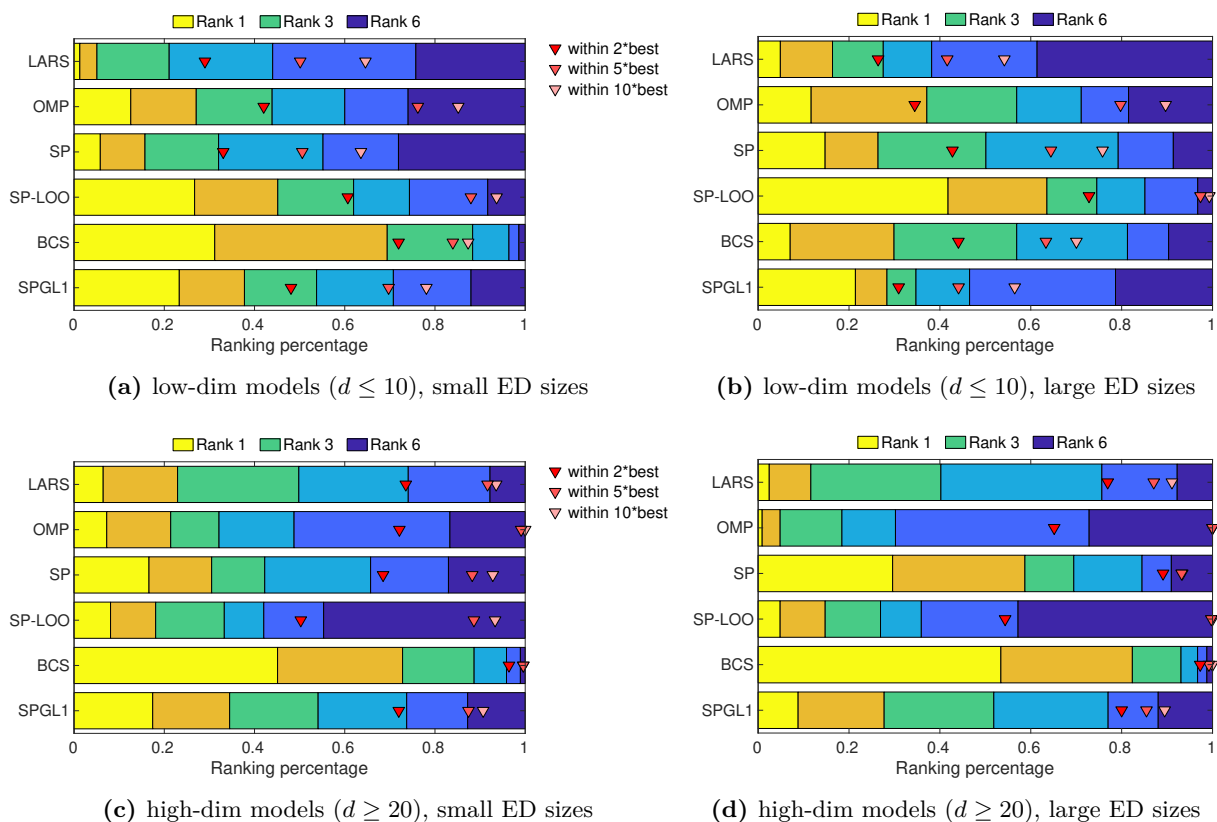 Rank 1 Rank 3 Rank 6
LARS
OMP
SP
SP-LOO
BCS
SPGL1
0 0.2 0.4 0.6 0.8 1
Ranking percentage
within 2*best
within 5*best
within 10*best
(a) low-dim models (d ≤ 10), small ED sizes
Rank 1 Rank 3 Rank 6
LARS
OMP
SP
SP-LOO
BCS
SPGL1
0 0.2 0.4 0.6 0.8 1
Ranking percentage
(b) low-dim models (d ≤ 10), large ED sizes
Rank 1 Rank 3 Rank 6
LARS
OMP
SP
SP-LOO
BCS
SPGL1
0 0.2 0.4 0.6 0.8 1
Ranking percentage
within 2*best
within 5*best
within 10*best
(c) high-dim models (d ≥ 20), small ED sizes
Rank 1 Rank 3 Rank 6
LARS
OMP
SP
SP-LOO
BCS
SPGL1
0 0.2 0.4 0.6 0.8 1
Ranking percentage
(d) high-dim models (d ≥ 20), large ED sizes